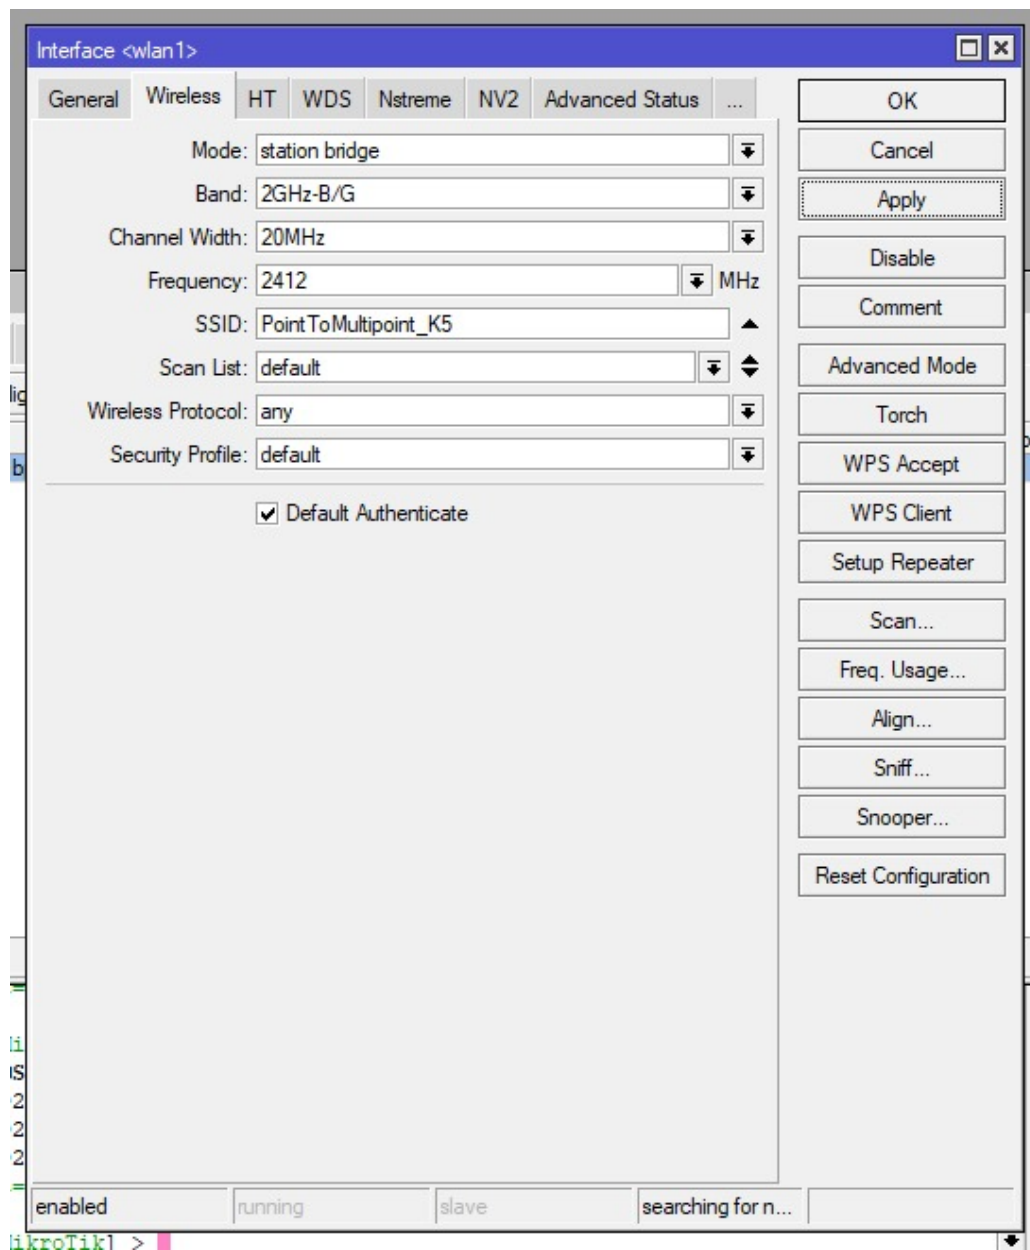 Interface <wlan1>
General Wireless HT WDS Nstreme NV2 Advanced Status ...
Mode: station bridge
Band: 2GHz-B/G
Channel Width: 20MHz
Frequency: 2412 MHz
SSID: PointToMultipoint_K5
Scan List: default
Wireless Protocol: any
Security Profile: default
Default Authenticate
OK
Cancel
Apply
Disable
Comment
Advanced Mode
Torch
WPS Accept
WPS Client
Setup Repeater
Scan...
Freq. Usage...
Align...
Sniff...
Snooper...
Reset Configuration
enabled running slave searching for n...
ikroTik] >